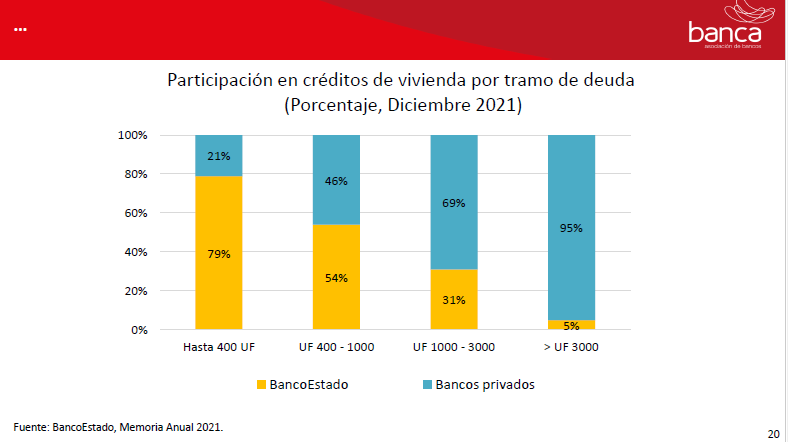 ...
banca
asociación de bancos
Participación en créditos de vivienda por tramo de deuda
(Porcentaje, Diciembre 2021)
100%
80%
60%
40%
20%
0%
21%
79%
46%
54%
69%
31%
95%
5%
Hasta 400 UF
UF 400 - 1000
UF 1000 - 3000
> UF 3000
BancoEstado
Bancos privados
Fuente: BancoEstado, Memoria Anual 2021.
20